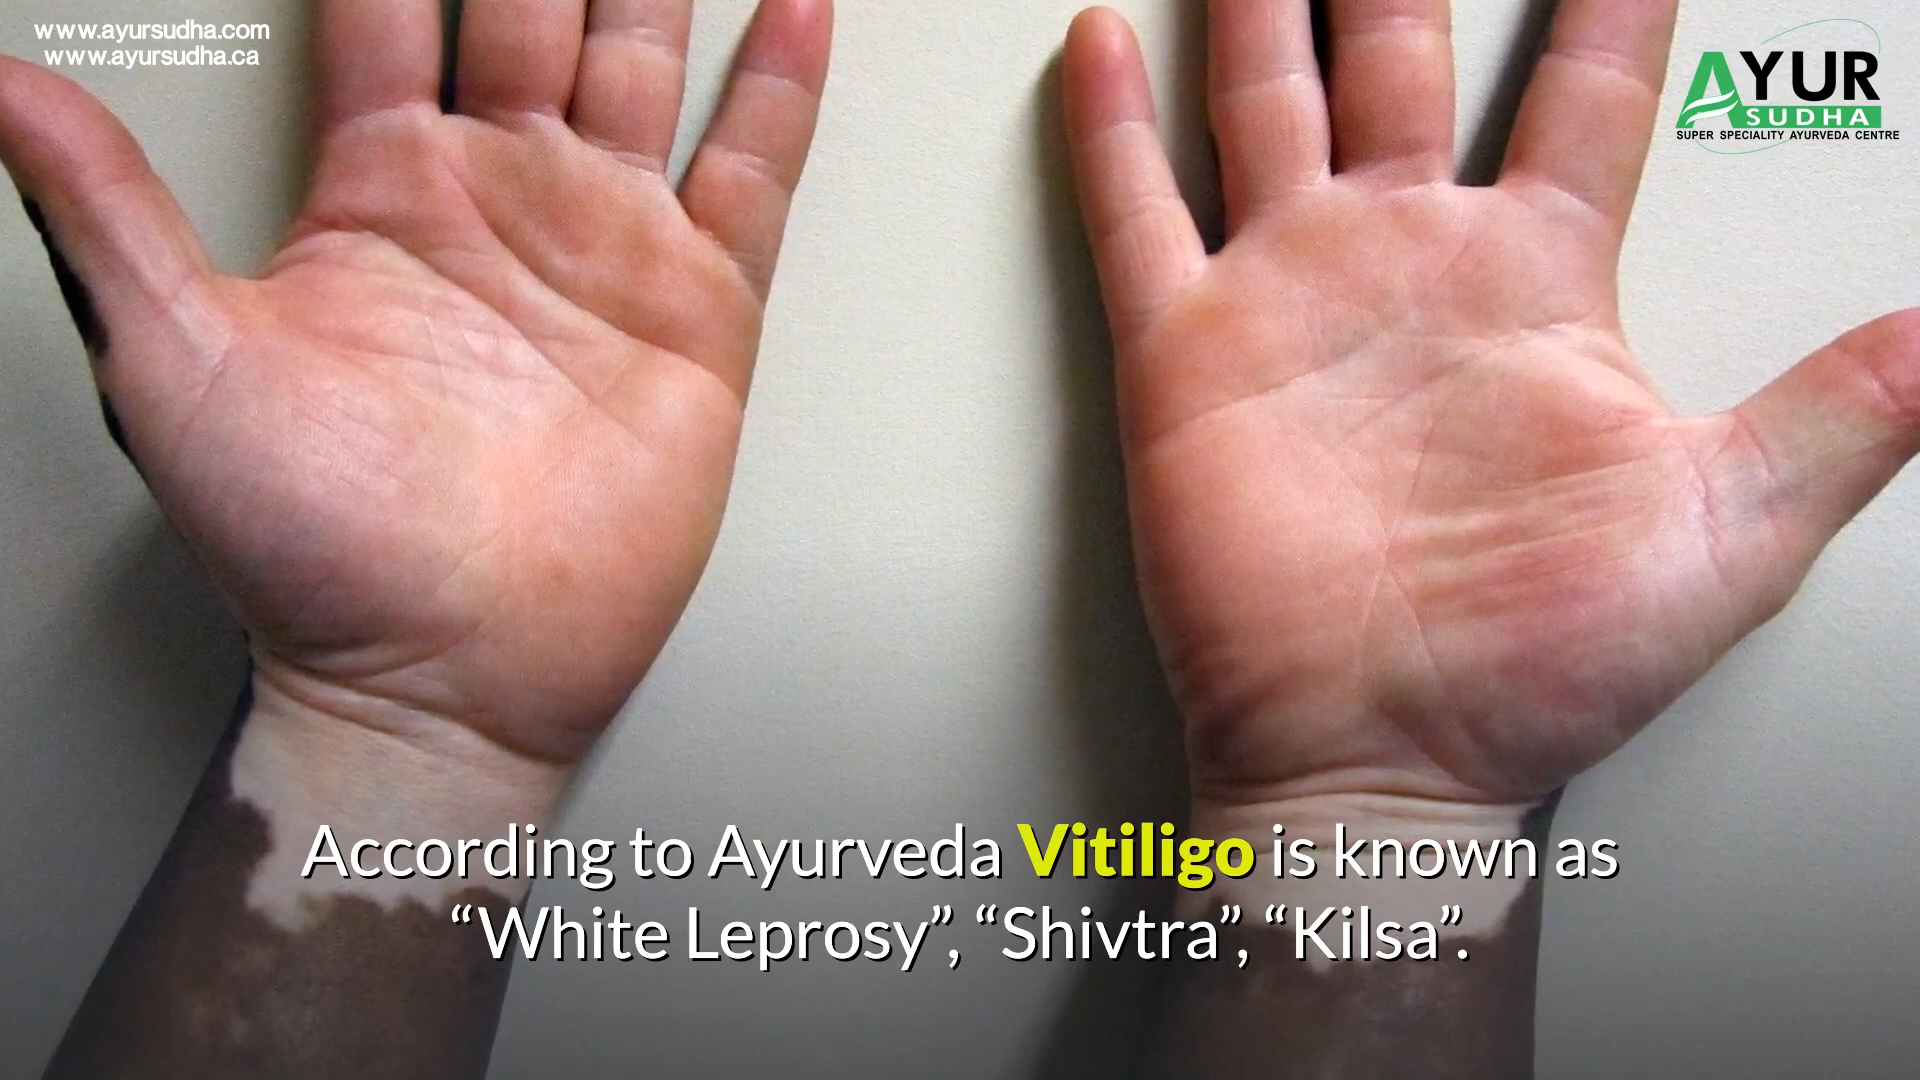 www.ayursudha.com
www.ayursudha.ca
AYUR
SUDHA
SUPER SPECIALITY AYURVEDA CENTRE
According to Ayurveda Vitiligo is known as
“White Leprosy”, “Shivtra”, “Kilsa”.